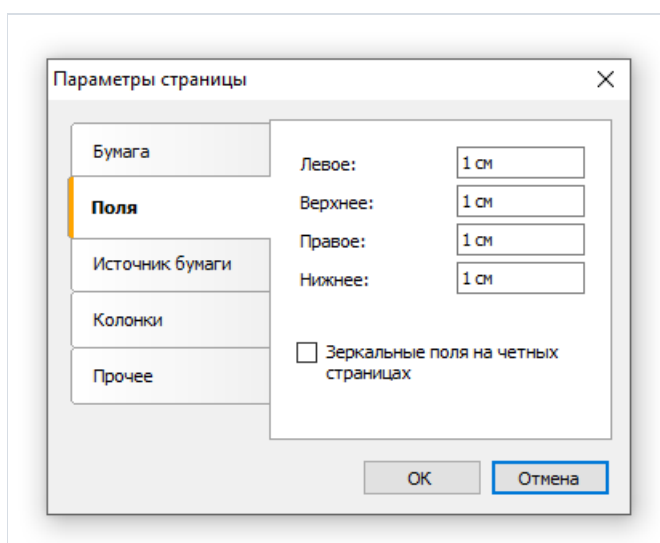 Параметры страницы
Бумага
Поля
Источник бумаги
Колонки
Прочее
Левое: 1 см
Верхнее: 1 см
Правое: 1 см
Нижнее: 1 см
Зеркальные поля на четных
страницах
OK Отмена